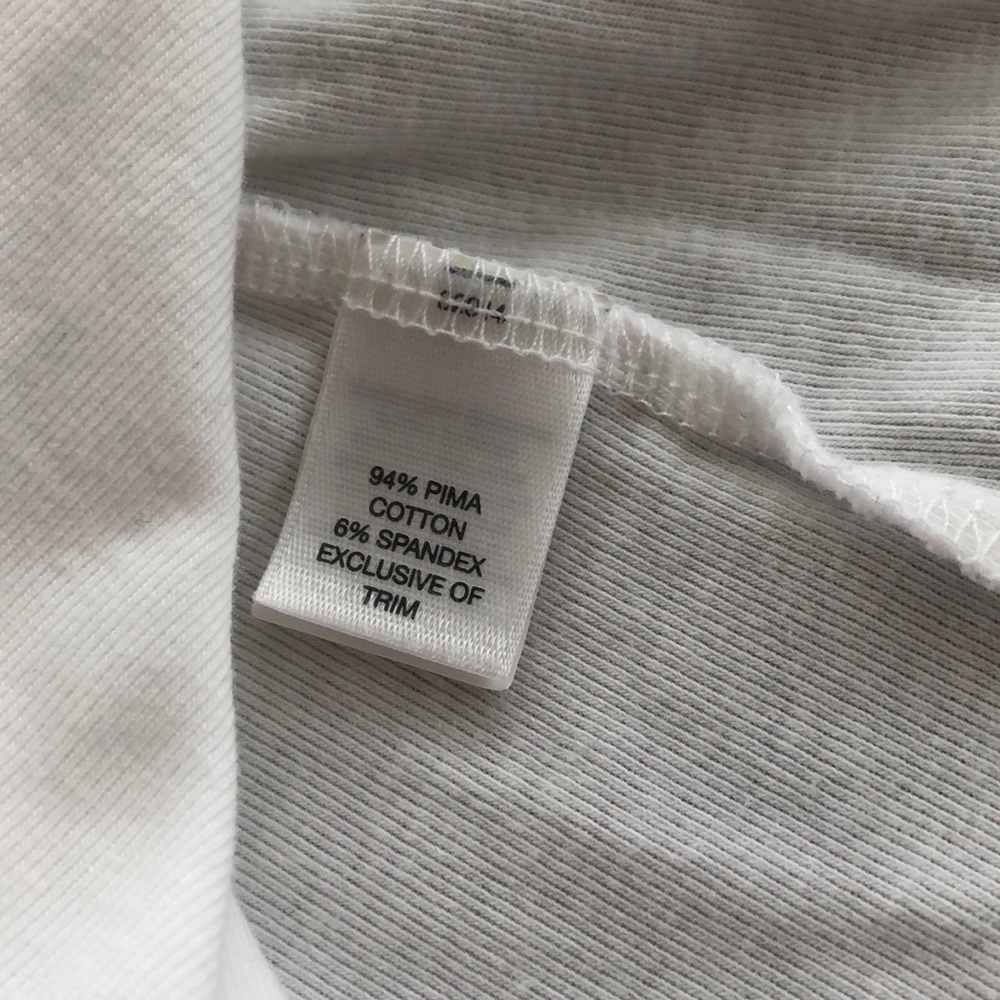 94% PIMA
COTTON
6% SPANDEX
EXCLUSIVE OF
TRIM